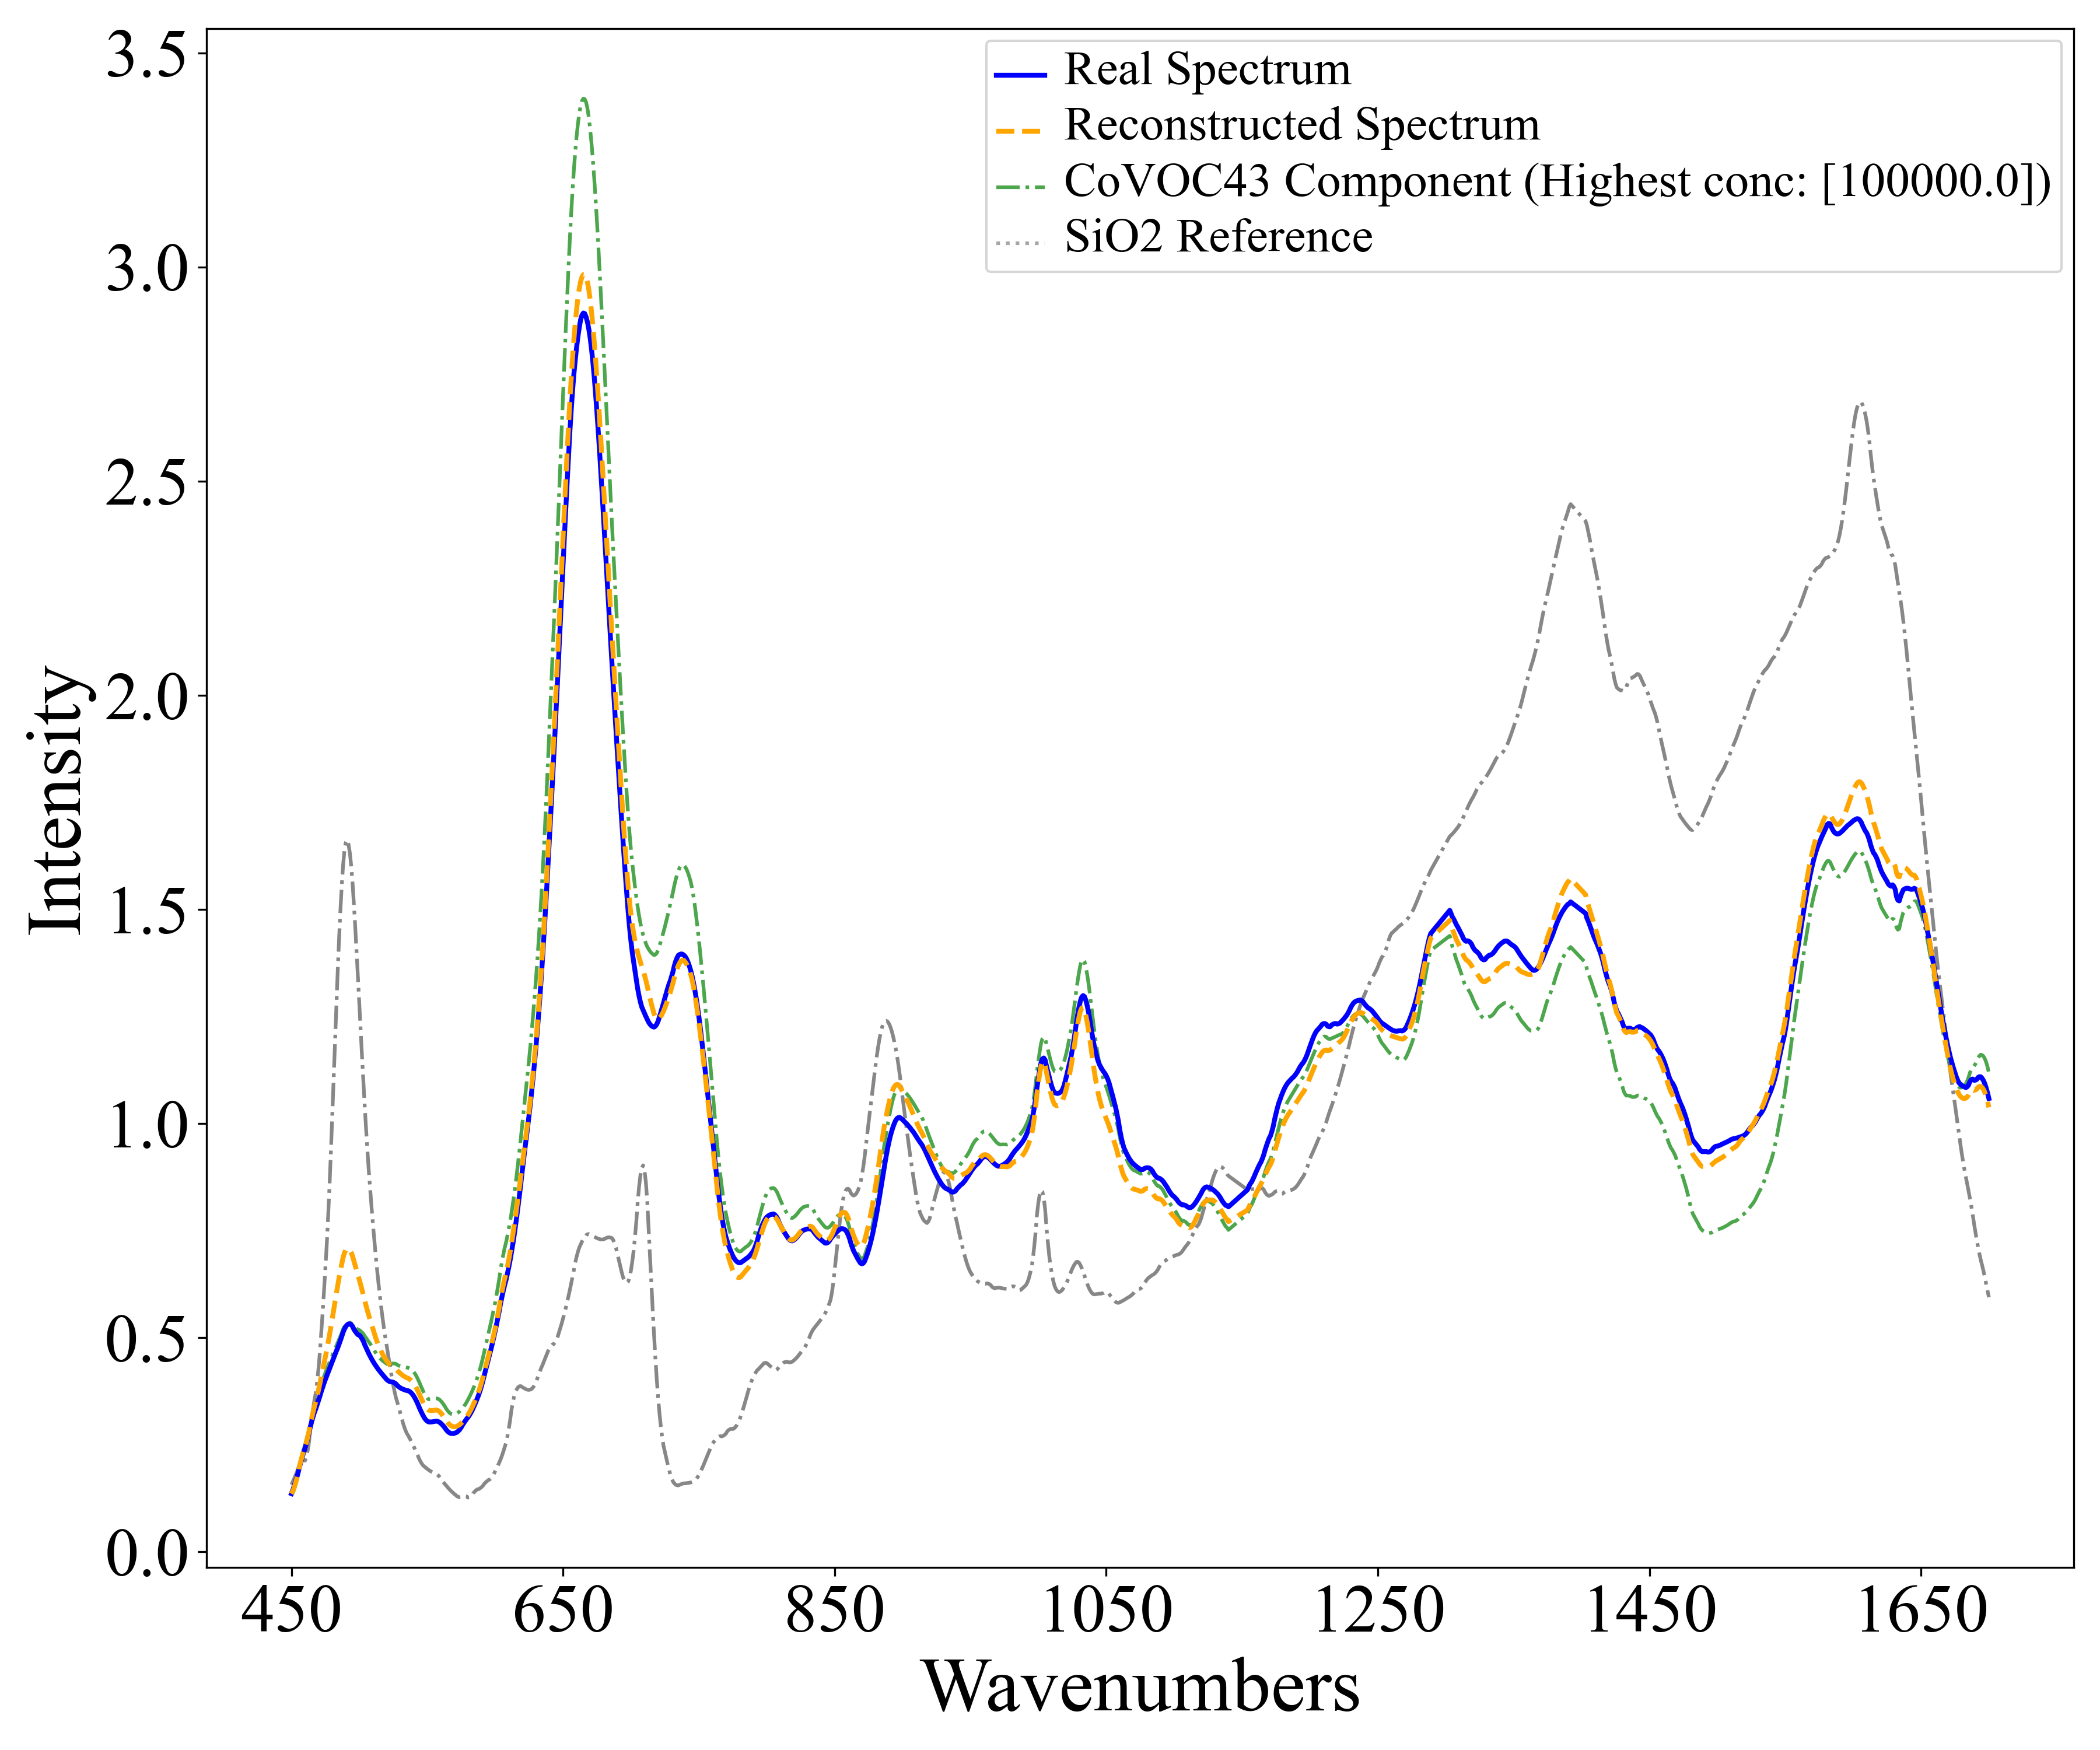 Real Spectrum
Reconstructed Spectrum
CoVOC43 Component (Highest conc: [100000.0])
SiO2 Reference
Intensity
3.5
3.0
2.5
2.0
1.5
1.0
0.5
0.0
450 650 850 1050 1250 1450 1650
Wavenumbers